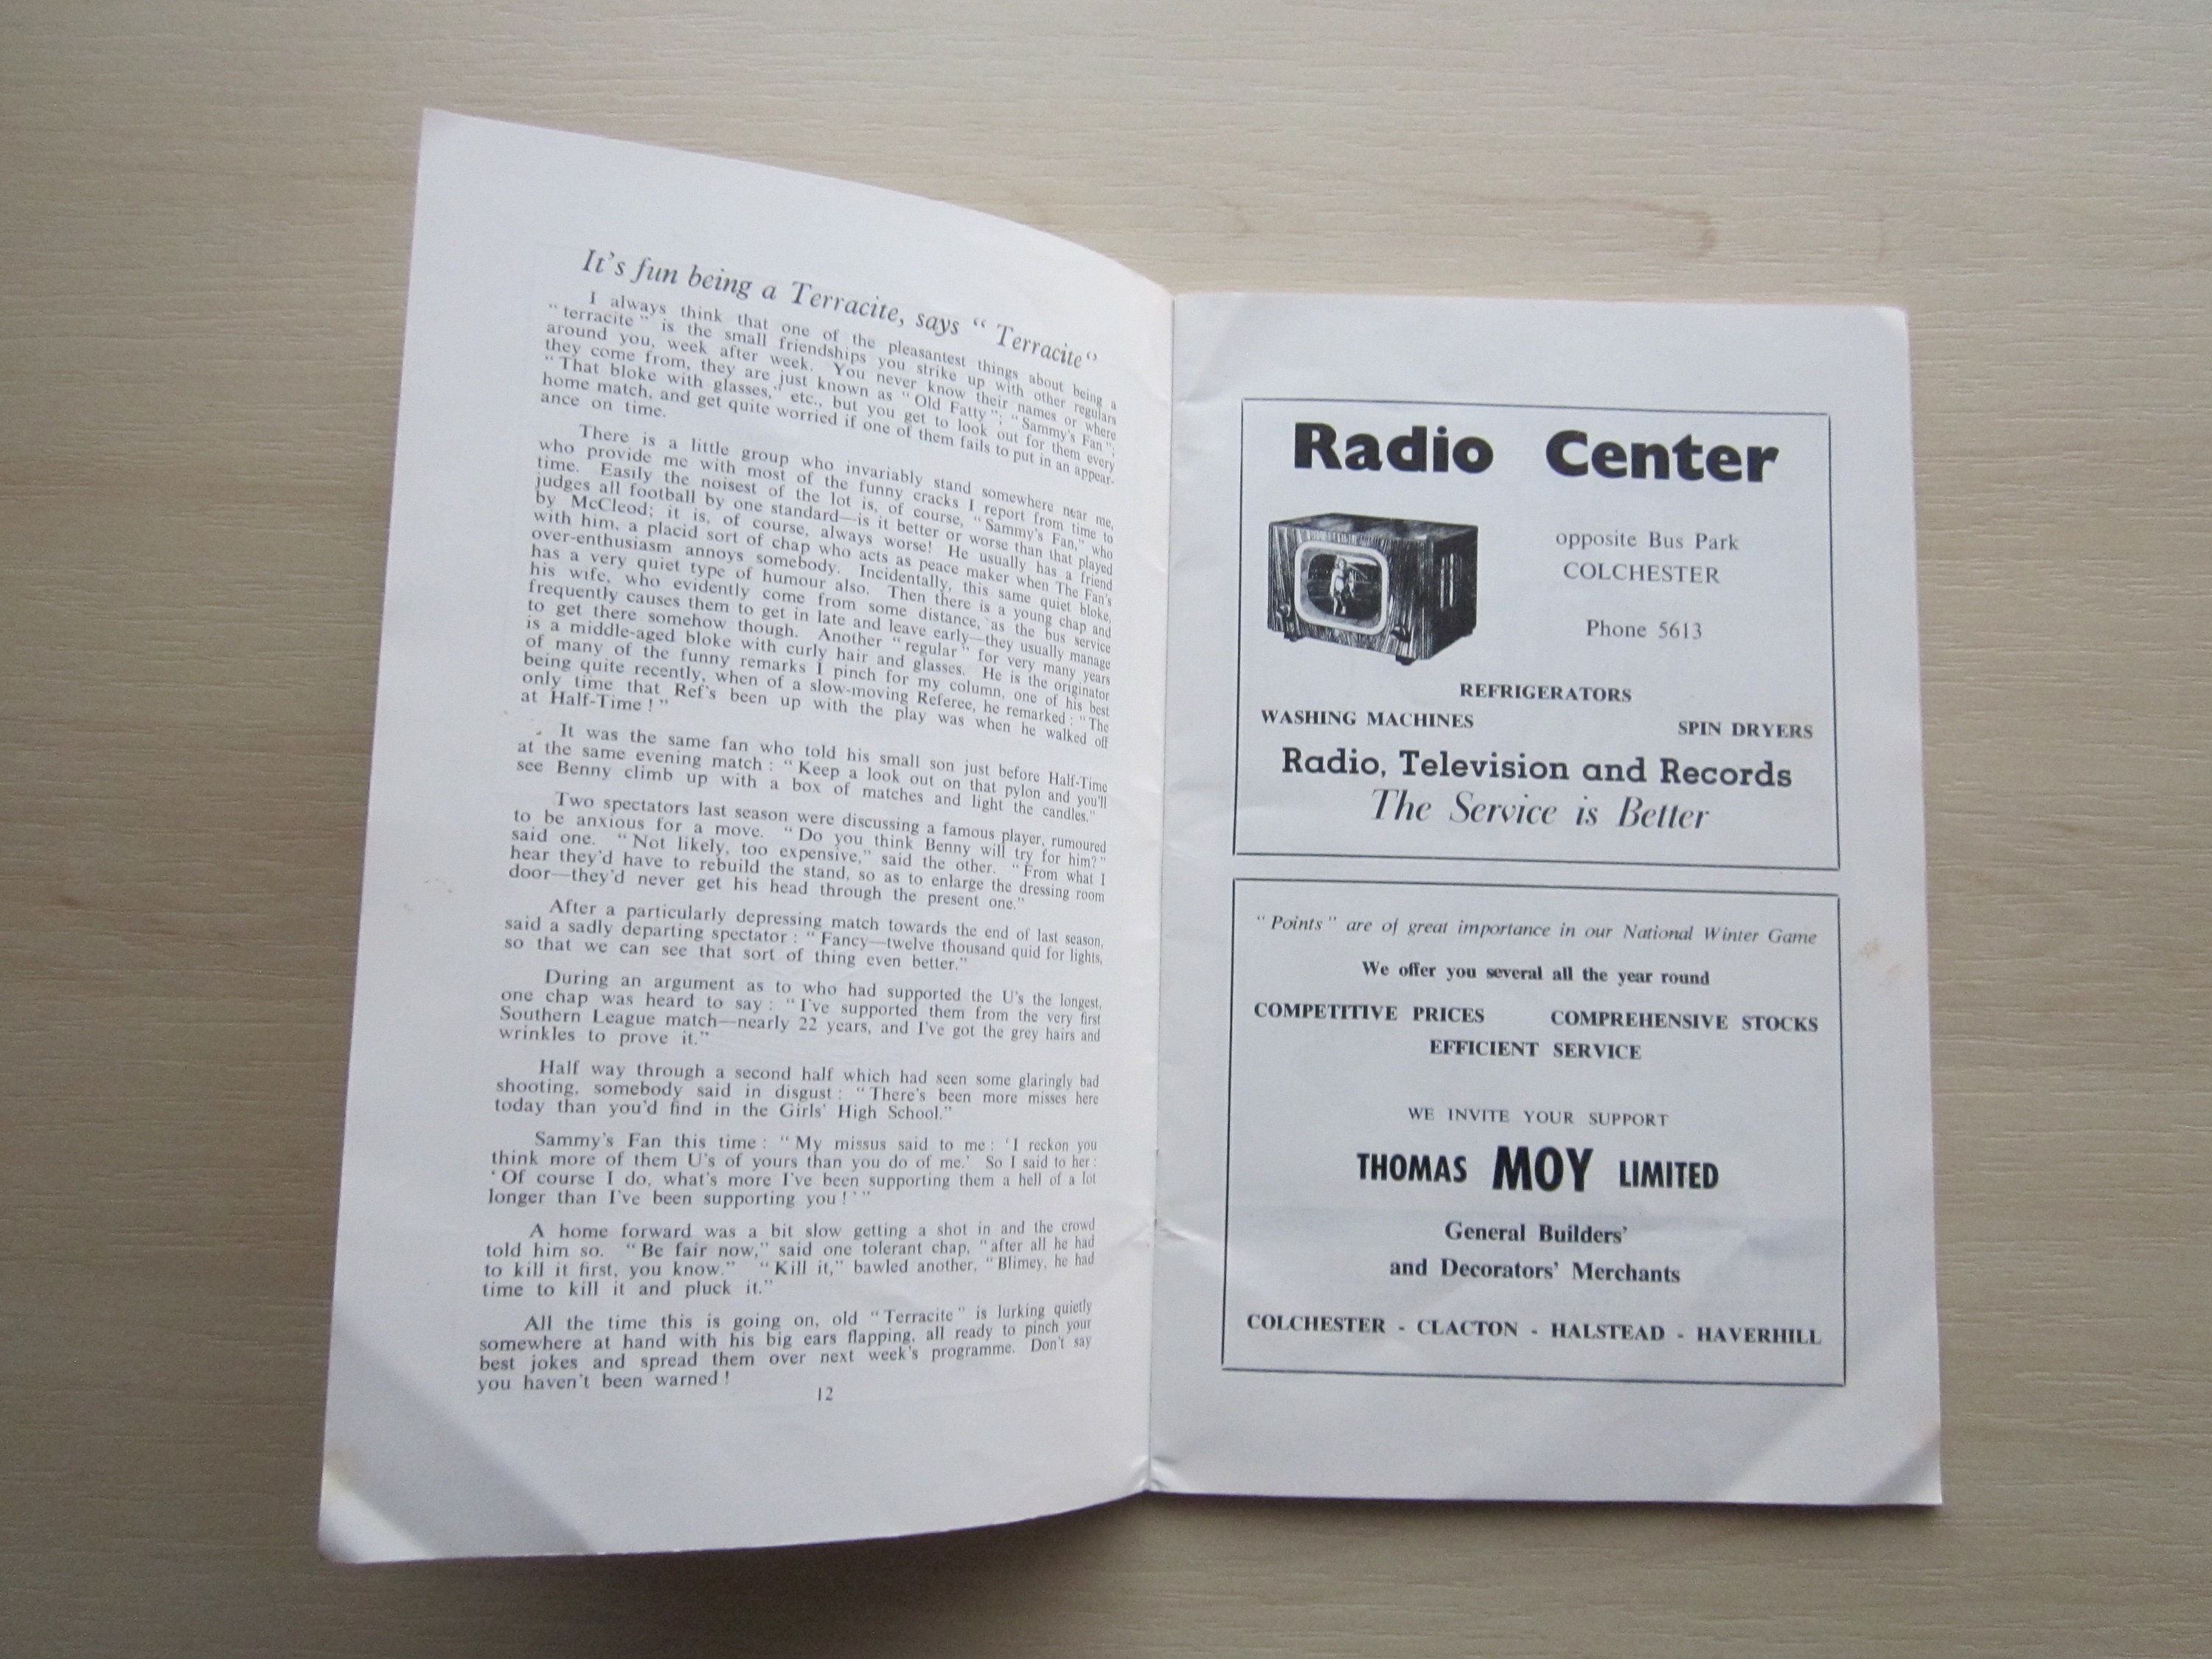 It's fun being a Terracite, says " Terracite"
I always think that one of the pleasantest things about being a
" terracite " is the small friendships you strike up with other regulars
around you, week after week. You never know their names or where
they come from, they are just known as " Old Fatty "; " Sammy's Fan ";
" That bloke with glasses," etc., but you get to look out for them every
home match, and get quite worried if one of them fails to put in an appear-
ance on time.
There is a little group who invariably stand somewhere near me,
who provide me with most of the funny cracks I report from time to
time. Easily the noisest of the lot is, of course, " Sammy's Fan," who
judges all football by one standard—is it better or worse than that played
by McCleod; it is, of course, always worse! He usually has a friend
with him, a placid sort of chap who acts as peace maker when The Fan's
over-enthusiasm annoys somebody. Incidentally, this same quiet bloke,
has a very quiet type of humour also. Then there is a young chap and
his wife, who evidently come from some distance, as the bus service
frequently causes them to get in late and leave early—they usually manage
to get there somehow though. Another " regular " for very many years
is a middle-aged bloke with curly hair and glasses. He is the originator
of many of the funny remarks I pinch for my column, one of his best
being quite recently, when of a slow-moving Referee, he remarked : " The
only time that Ref's been up with the play was when he walked off
at Half-Time ! "
It was the same fan who told his small son just before Half-Time
at the same evening match : " Keep a look out on that pylon and you'll
see Benny climb up with a box of matches and light the candles."
Two spectators last season were discussing a famous player, rumoured
to be anxious for a move. " Do you think Benny will try for him? "
said one. " Not likely, too expensive," said the other. " From what I
hear they'd have to rebuild the stand, so as to enlarge the dressing room
door—they'd never get his head through the present one."
After a particularly depressing match towards the end of last season,
said a sadly departing spectator : " Fancy—twelve thousand quid for lights,
so that we can see that sort of thing even better."
During an argument as to who had supported the U's the longest,
one chap was heard to say : " I've supported them from the very first
Southern League match—nearly 22 years, and I've got the grey hairs and
wrinkles to prove it."
Half way through a second half which had seen some glaringly bad
shooting, somebody said in disgust : " There's been more misses here
today than you'd find in the Girls' High School."
Sammy's Fan this time : " My missus said to me : ' I reckon you
think more of them U's of yours than you do of me.' So I said to her :
' Of course I do, what's more I've been supporting them a hell of a lot
longer than I've been supporting you ! ' "
A home forward was a bit slow getting a shot in and the crowd
told him so. " Be fair now," said one tolerant chap, " after all he had
to kill it first, you know." " Kill it," bawled another, " Blimey, he had
time to kill it and pluck it."
All the time this is going on, old " Terracite " is lurking quietly
somewhere at hand with his big ears flapping, all ready to pinch your
best jokes and spread them over next week's programme. Don't say
you haven't been warned !
12
Radio Center
opposite Bus Park
COLCHESTER
Phone 5613
REFRIGERATORS
WASHING MACHINES SPIN DRYERS
Radio, Television and Records
The Service is Better
" Points " are of great importance in our National Winter Game
We offer you several all the year round
COMPETITIVE PRICES COMPREHENSIVE STOCKS
EFFICIENT SERVICE
WE INVITE YOUR SUPPORT
THOMAS MOY LIMITED
General Builders'
and Decorators' Merchants
COLCHESTER - CLACTON - HALSTEAD - HAVERHILL